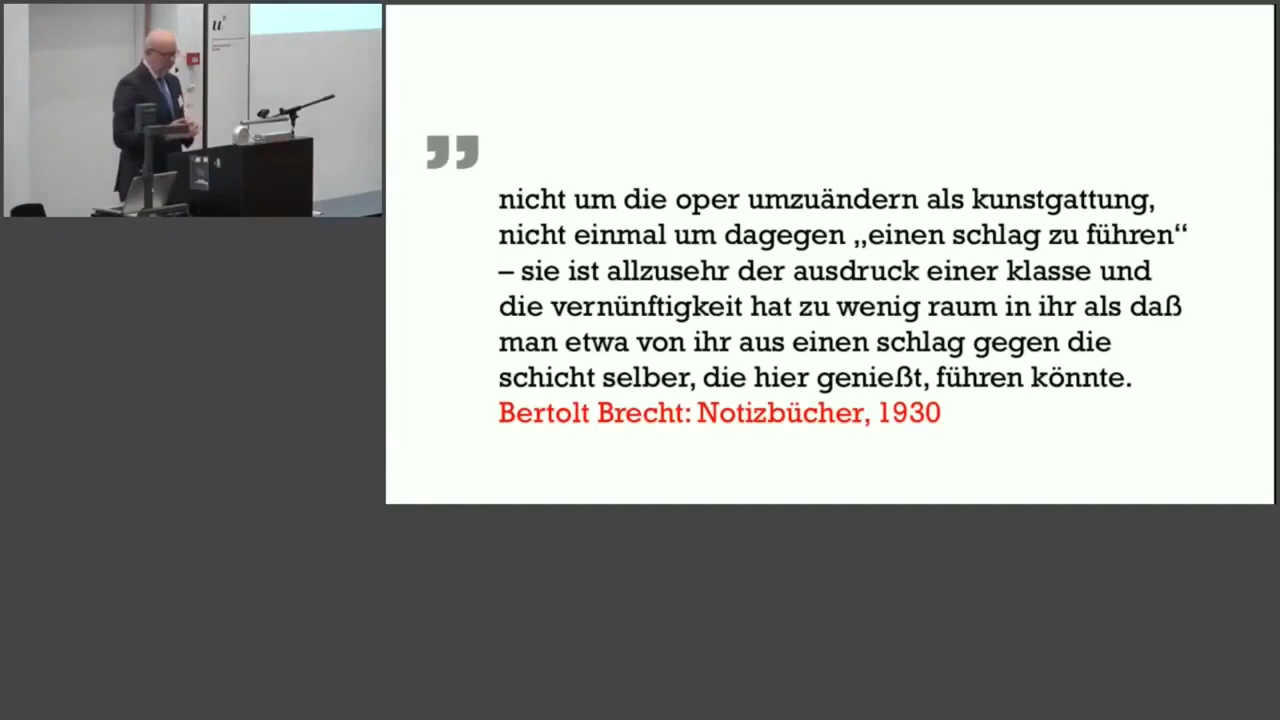 u
b
”
nicht um die oper umzuändern als kunstgattung,
nicht einmal um dagegen „einen schlag zu führen“
– sie ist allzusehr der ausdruck einer klasse und
die vernünftigkeit hat zu wenig raum in ihr als daß
man etwa von ihr aus einen schlag gegen die
schicht selber, die hier genießt, führen könnte.
Bertolt Brecht: Notizbücher, 1930